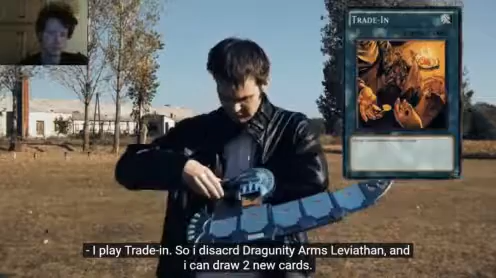 TRADE-IN
- I play Trade-in. So i disacrd Dragunity Arms Leviathan, and
i can draw 2 new cards.